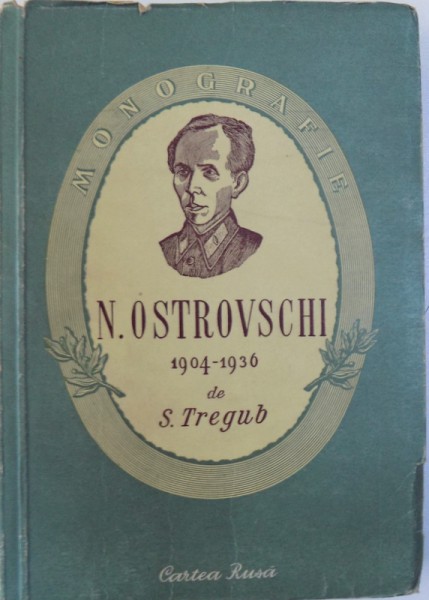 MONOGRAFIE
N. OSTROVSCHI
1904-1936
de
S. Tregub
Cartea Rusă